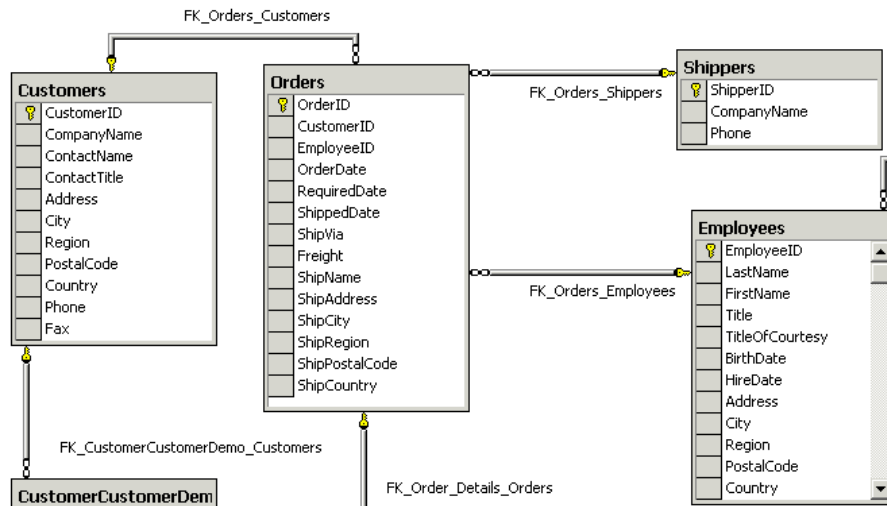 FK_Orders_Customers
Customers
CustomerID
CompanyName
ContactName
ContactTitle
Address
City
Region
PostalCode
Country
Phone
Fax
Orders
OrderID
CustomerID
EmployeeID
OrderDate
RequiredDate
ShippedDate
ShipVia
Freight
ShipName
ShipAddress
ShipCity
ShipRegion
ShipPostalCode
ShipCountry
FK_Orders_Shippers
Shippers
ShipperID
CompanyName
Phone
FK_Orders_Employees
Employees
EmployeeID
LastName
FirstName
Title
TitleOfCourtesy
BirthDate
HireDate
Address
City
Region
PostalCode
Country
FK_CustomerCustomerDemo_Customers
CustomerCustomerDem
FK_Order_Details_Orders